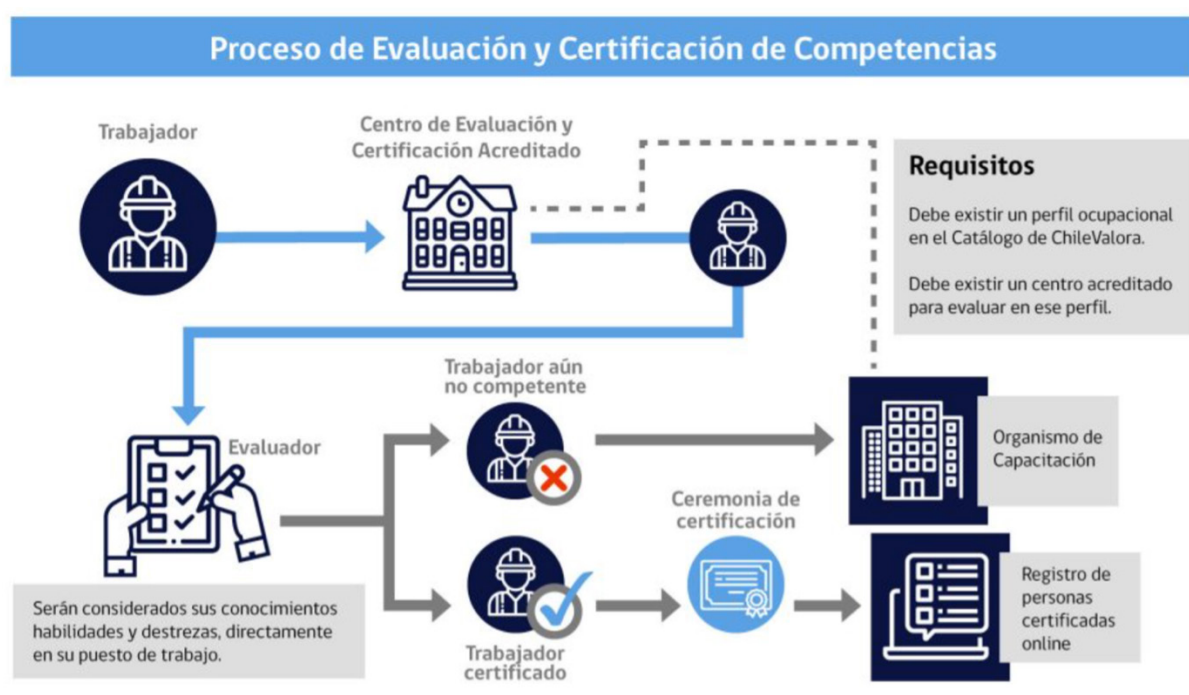 Proceso de Evaluación y Certificación de Competencias
Trabajador
Centro de Evaluación y
Certificación Acreditado
Requisitos
Debe existir un perfil ocupacional
en el Catálogo de ChileValora.
Debe existir un centro acreditado
para evaluar en ese perfil.
Trabajador aún
no competente
Evaluador
Organismo de
Capacitación
Ceremonia de
certificación
Serán considerados sus conocimientos
habilidades y destrezas, directamente
en su puesto de trabajo.
Trabajador
certificado
Registro de
personas
certificadas
online